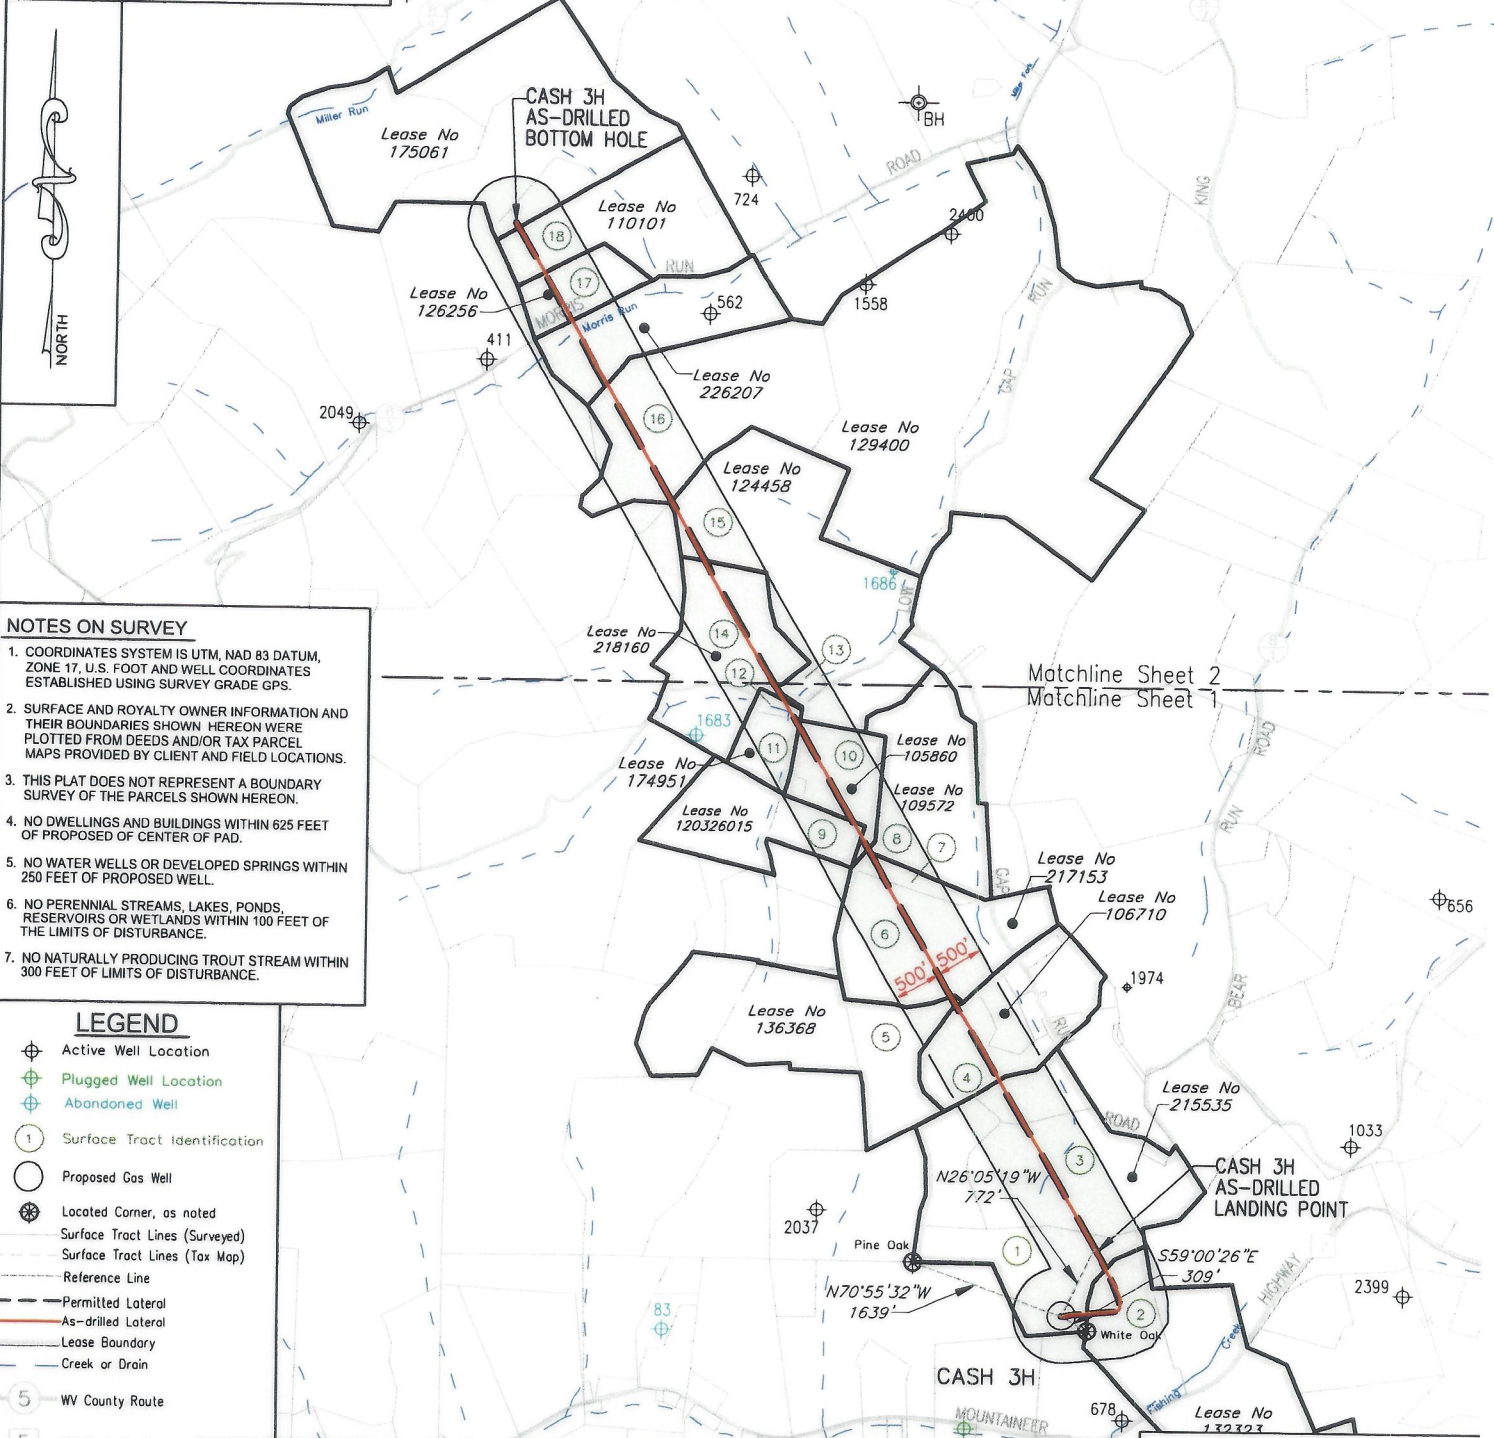 NORTH
Miller Run
Lease No
175061
CASH 3H
AS-DRILLED
BOTTOM HOLE
BH
Miller Fork
ROAD
KING
724
2400
Lease No
110101
18
17
RUN
Lease No
126256
MORRIS
Morris Run
562
1558
RUN
GAP
411
Lease No
226207
2049
16
Lease No
129400
Lease No
124458
15
1686
LOW
NOTES ON SURVEY
1. COORDINATES SYSTEM IS UTM, NAD 83 DATUM,
ZONE 17, U.S. FOOT AND WELL COORDINATES
ESTABLISHED USING SURVEY GRADE GPS.
2. SURFACE AND ROYALTY OWNER INFORMATION AND
THEIR BOUNDARIES SHOWN HEREON WERE
PLOTTED FROM DEEDS AND/OR TAX PARCEL
MAPS PROVIDED BY CLIENT AND FIELD LOCATIONS.
3. THIS PLAT DOES NOT REPRESENT A BOUNDARY
SURVEY OF THE PARCELS SHOWN HEREON.
4. NO DWELLINGS AND BUILDINGS WITHIN 625 FEET
OF PROPOSED OF CENTER OF PAD.
5. NO WATER WELLS OR DEVELOPED SPRINGS WITHIN
250 FEET OF PROPOSED WELL.
6. NO PERENNIAL STREAMS, LAKES, PONDS,
RESERVOIRS OR WETLANDS WITHIN 100 FEET OF
THE LIMITS OF DISTURBANCE.
7. NO NATURALLY PRODUCING TROUT STREAM WITHIN
300 FEET OF LIMITS OF DISTURBANCE.
Lease No
218160
14
13
12
Matchline Sheet 2
Matchline Sheet 1
1683
11
10
Lease No
105860
Lease No
174951
Lease No
109572
Lease No
120326015
9
8
7
ROAD
RUN
BEAR
GAP
Lease No
217153
Lease No
106710
656
6
500'
500'
1974
Lease No
136368
5
RUN
4
Lease No
215535
ROAD
1033
3
CASH 3H
AS-DRILLED
LANDING POINT
N26°05'19"W
772'
2037
Pine Oak
1
S59°00'26"E
309'
N70°55'32"W
1639'
HIGHWAY
2399
83
2
White Oak
Creek
Fishing
CASH 3H
MOUNTAINEER
678
Lease No
132323
LEGEND
Active Well Location
Plugged Well Location
Abandoned Well
1 Surface Tract Identification
Proposed Gas Well
Located Corner, as noted
Surface Tract Lines (Surveyed)
Surface Tract Lines (Tax Map)
Reference Line
Permitted Lateral
As-drilled Lateral
Lease Boundary
Creek or Drain
5 WV County Route